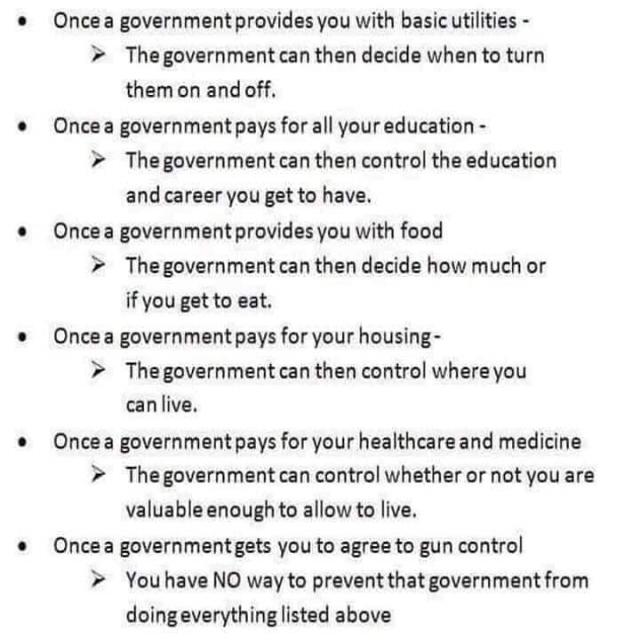 • Once a government provides you with basic utilities -
➢ The government can then decide when to turn
them on and off.
• Once a government pays for all your education -
➢ The government can then control the education
and career you get to have.
• Once a government provides you with food
➢ The government can then decide how much or
if you get to eat.
• Once a government pays for your housing -
➢ The government can then control where you
can live.
• Once a government pays for your healthcare and medicine
➢ The government can control whether or not you are
valuable enough to allow to live.
• Once a government gets you to agree to gun control
➢ You have NO way to prevent that government from
doing everything listed above